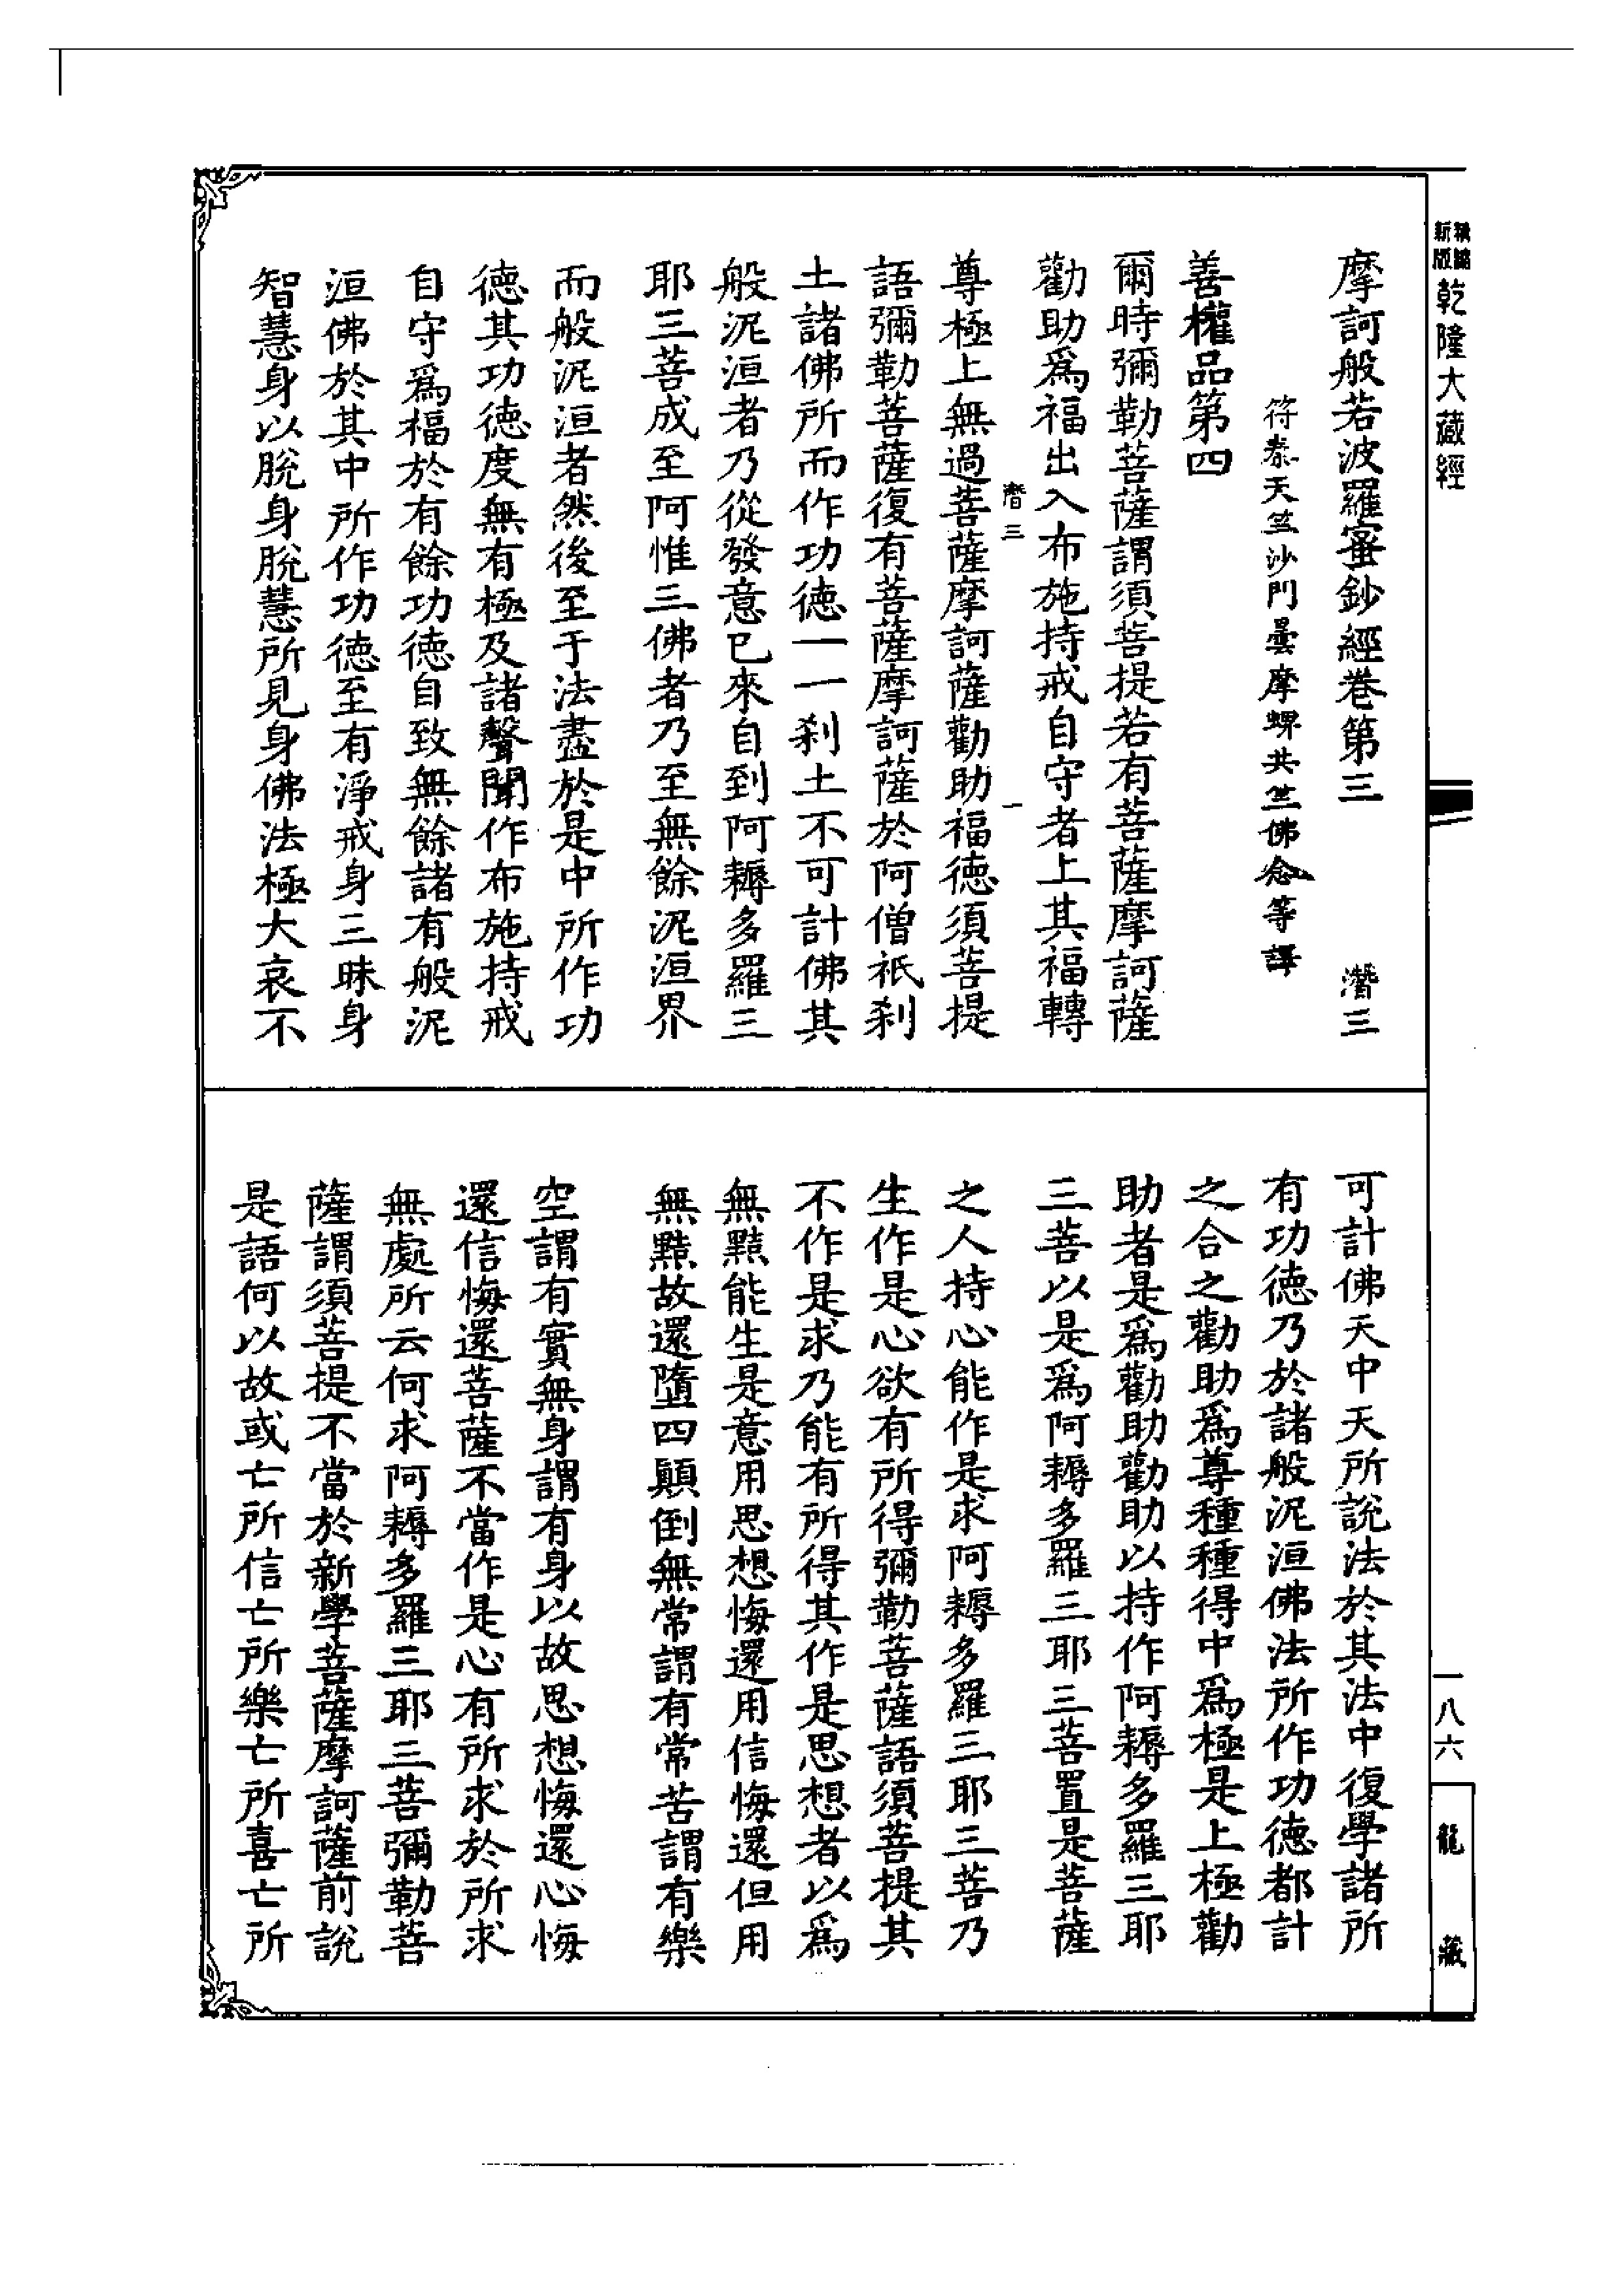 新版
乾隆大藏經
摩訶般若波羅蜜鈔經卷第三 潛三
符秦天竺沙門曇摩蜱共竺佛念等譯
善權品第四
爾時彌勒菩薩謂須菩提若有菩薩摩訶薩
勸助爲福出入布施持戒自守者上其福轉
潛三 一
尊極上無過菩薩摩訶薩勸助福德須菩提
語彌勒菩薩復有菩薩摩訶薩於阿僧祇刹
土諸佛所而作功德一一刹土不可計佛其
般泥洹者乃從發意已來自到阿耨多羅三
耶三菩成至阿惟三佛者乃至無餘泥洹界
而般泥洹者然後至于法盡於是中所作功
德其功德度無有極及諸聲聞作布施持戒
自守爲福於有餘功德自致無餘諸有般泥
洹佛於其中所作功德至有淨戒身三昧身
智慧身以脫身脫慧所見身佛法極大哀不
可計佛天中天所說法於其法中復學諸所
有功德乃於諸般泥洹佛法所作功德都計
之合之勸助爲尊種種得中爲極是上極勸
助者是爲勸助勸助以持作阿耨多羅三耶
三菩以是爲阿耨多羅三耶三菩置是菩薩
之人持心能作是求阿耨多羅三耶三菩乃
生作是心欲有所得彌勒菩薩語須菩提其
不作是求乃能有所得其作是思想者以爲
無黠能生是意用思想悔還用信悔還但用
無黠故還墮四顛倒無常謂有常苦謂有樂
空謂有實無身謂有身以故思想悔還心悔
還信悔還菩薩不當作是心有所求於所求
無處所云何求阿耨多羅三耶三菩彌勒菩
薩謂須菩提不當於新學菩薩摩訶薩前說
是語何以故或亡所信亡所樂亡所喜亡所
一八六
龍藏